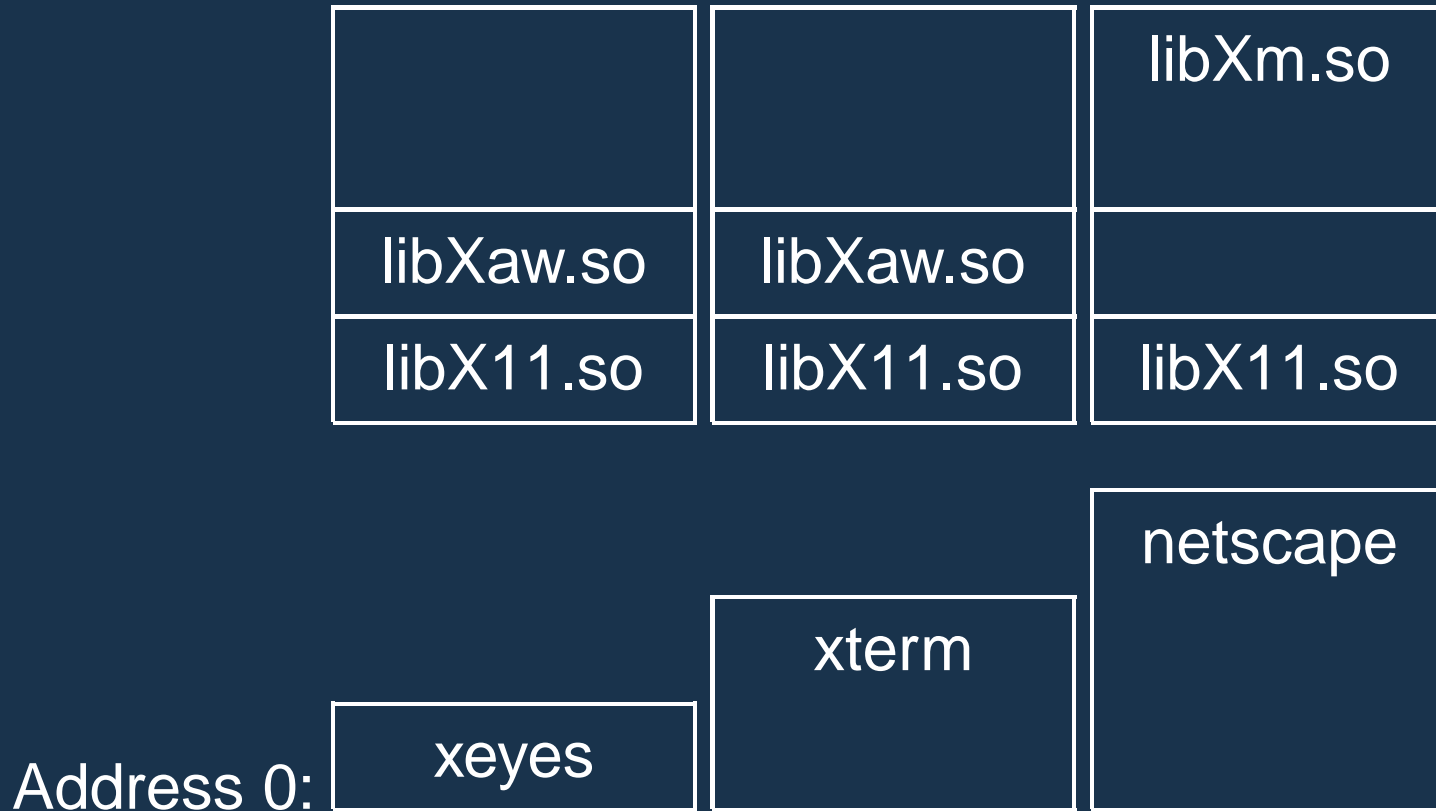 libXm.so
libXaw.so libXaw.so
libX11.so libX11.so libX11.so
netscape
xterm
xeyes
Address 0: